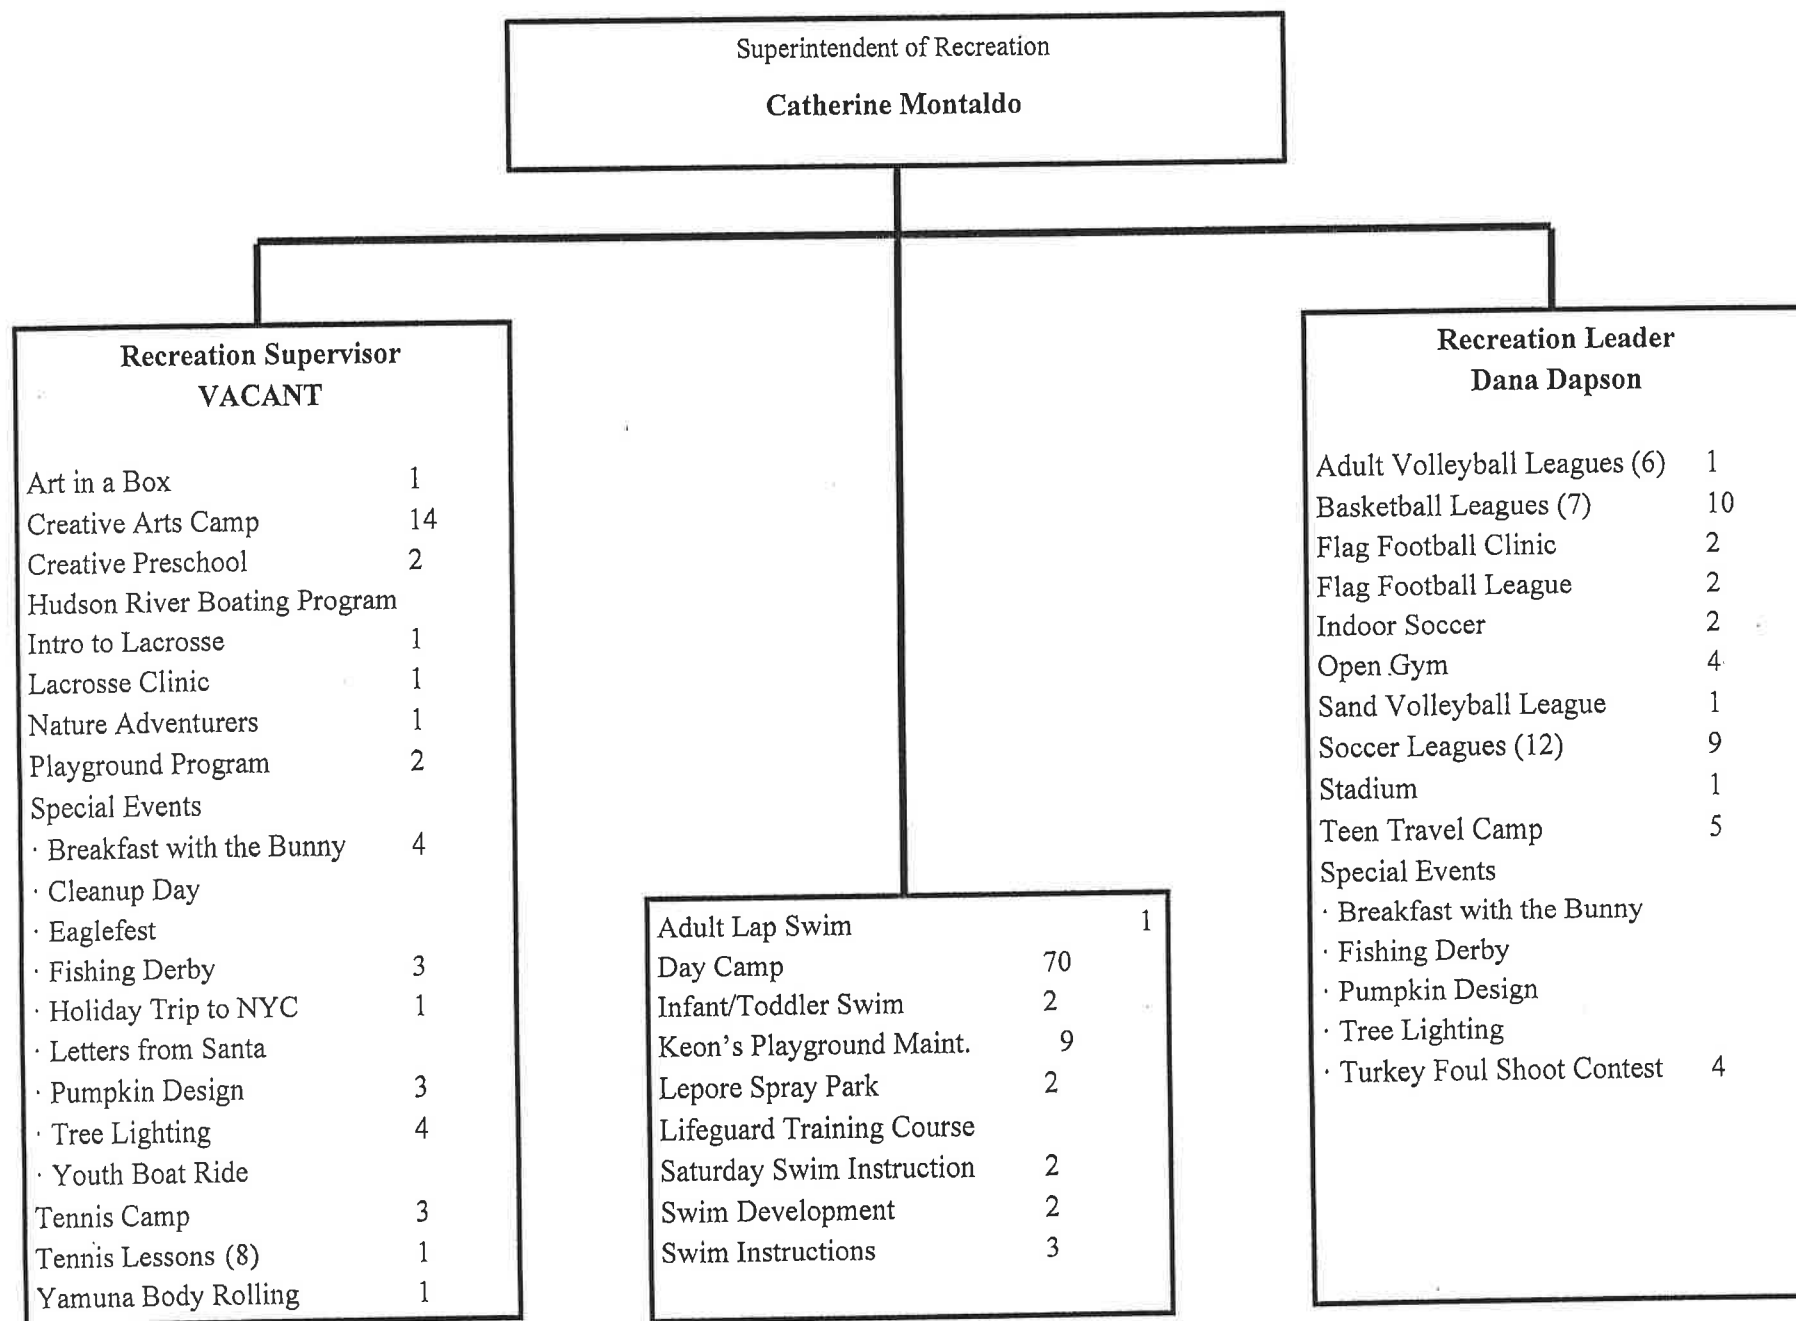 Superintendent of Recreation
Catherine Montaldo
Recreation Supervisor
VACANT
Art in a Box 1
Creative Arts Camp 14
Creative Preschool 2
Hudson River Boating Program
Intro to Lacrosse 1
Lacrosse Clinic 1
Nature Adventurers 1
Playground Program 2
Special Events
· Breakfast with the Bunny 4
· Cleanup Day
· Eaglefest
· Fishing Derby 3
· Holiday Trip to NYC 1
· Letters from Santa
· Pumpkin Design 3
· Tree Lighting 4
· Youth Boat Ride
Tennis Camp 3
Tennis Lessons (8) 1
Yamuna Body Rolling 1
Adult Lap Swim 1
Day Camp 70
Infant/Toddler Swim 2
Keon's Playground Maint. 9
Lepore Spray Park 2
Lifeguard Training Course
Saturday Swim Instruction 2
Swim Development 2
Swim Instructions 3
Recreation Leader
Dana Dapson
Adult Volleyball Leagues (6) 1
Basketball Leagues (7) 10
Flag Football Clinic 2
Flag Football League 2
Indoor Soccer 2
Open Gym 4
Sand Volleyball League 1
Soccer Leagues (12) 9
Stadium 1
Teen Travel Camp 5
Special Events
· Breakfast with the Bunny
· Fishing Derby
· Pumpkin Design
· Tree Lighting
· Turkey Foul Shoot Contest 4